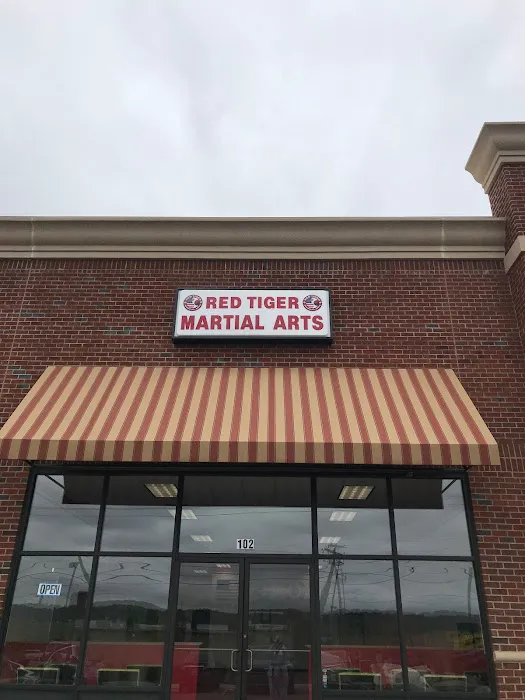 RED TIGER
MARTIAL ARTS
102
OPEN